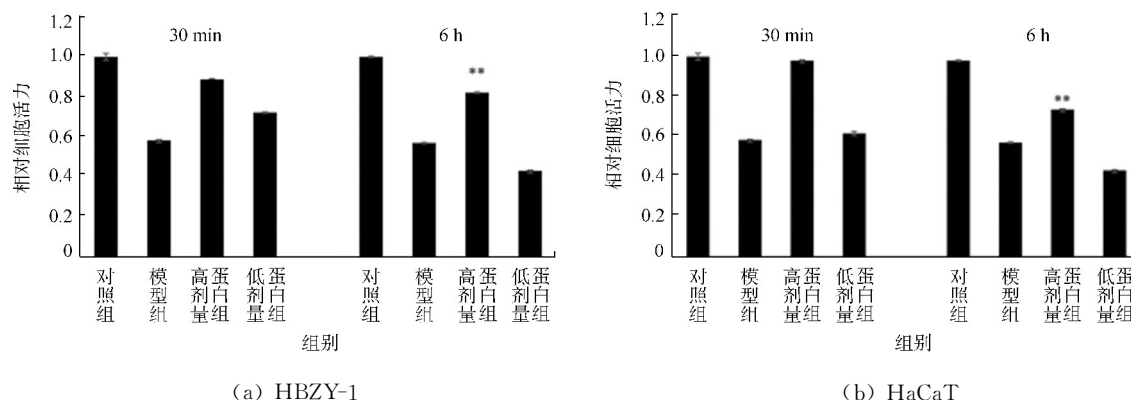 1.2
1.0
0.8
0.6
0.4
0.2
0
相对细胞活力
30 min
6 h
**
对照组
模型组
高剂量蛋白组
低剂量蛋白组
对照组
模型组
高剂量蛋白组
低剂量蛋白组
组别
(a) HBZY-1
1.2
1.0
0.8
0.6
0.4
0.2
0
相对细胞活力
30 min
6 h
**
对照组
模型组
高剂量蛋白组
低剂量蛋白组
对照组
模型组
高剂量蛋白组
低剂量蛋白组
组别
(b) HaCaT